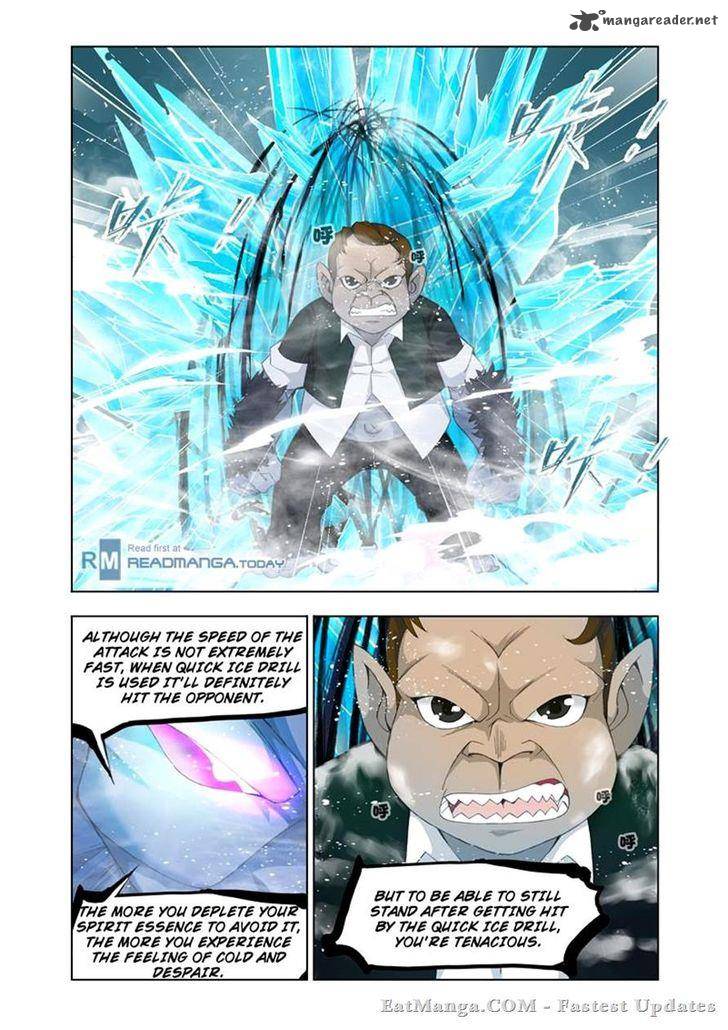 mangareader.net
咔!
咔!
咔!
咔!
呼
呼
RM
Read first at
READMANGA.TODAY
ALTHOUGH THE SPEED OF THE
ATTACK IS NOT EXTREMELY
FAST, WHEN QUICK ICE DRILL
IS USED IT'LL DEFINITELY
HIT THE OPPONENT.
THE MORE YOU DEPLETE YOUR
SPIRIT ESSENCE TO AVOID IT,
THE MORE YOU EXPERIENCE
THE FEELING OF COLD AND
DESPAIR.
呼
呼
呼
BUT TO BE ABLE TO STILL
STAND AFTER GETTING HIT
BY THE QUICK ICE DRILL,
YOU'RE TENACIOUS.
EatManga.COM - Fastest Updates